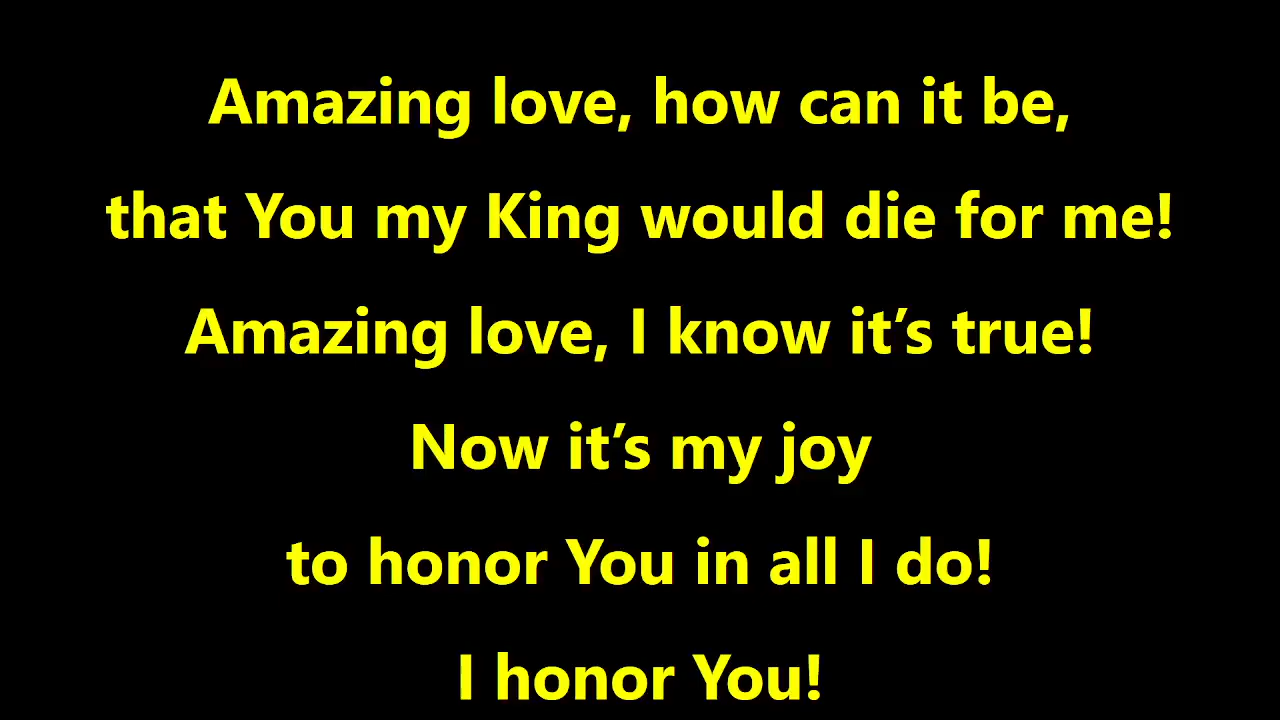 Amazing love, how can it be,
that You my King would die for me!
Amazing love, I know it’s true!
Now it’s my joy
to honor You in all I do!
I honor You!